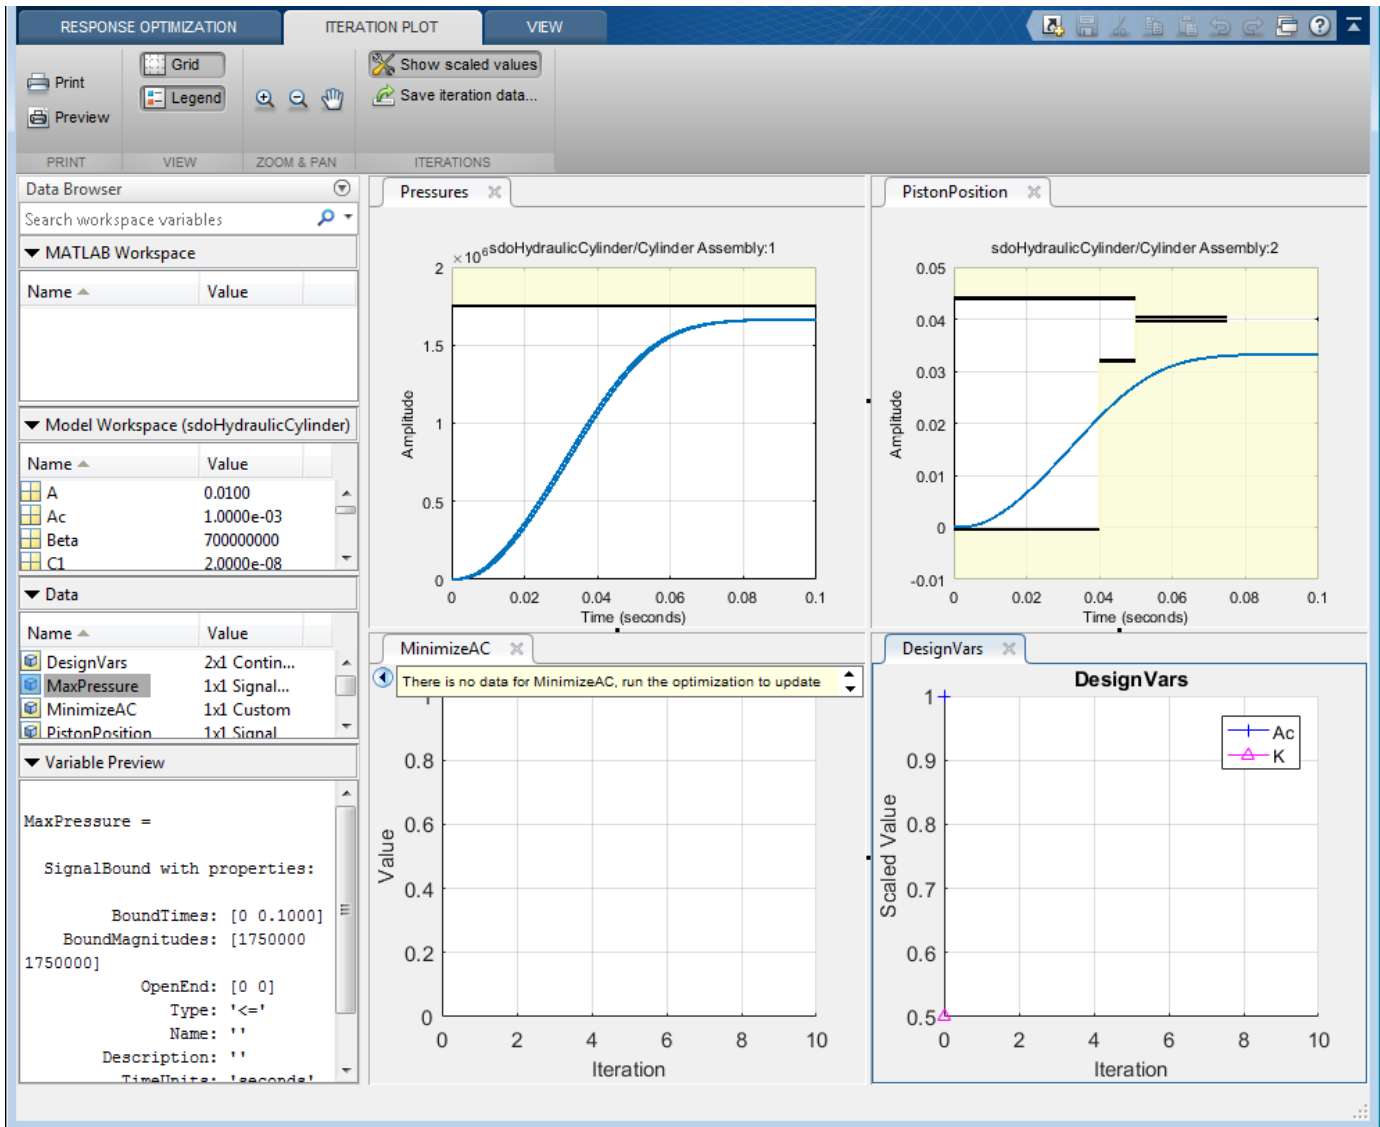 RESPONSE OPTIMIZATION
ITERATION PLOT
VIEW
Print
Preview
Grid
Legend
Show scaled values
Save iteration data...
PRINT
VIEW
ZOOM & PAN
ITERATIONS
Data Browser
Search workspace variables
MATLAB Workspace
Name
Value
Model Workspace (sdoHydraulicCylinder)
Name
Value
A 0.0100
Ac 1.0000e-03
Beta 700000000
C1 2.0000e-08
Data
Name
Value
DesignVars 2x1 Contin...
MaxPressure 1x1 Signal...
MinimizeAC 1x1 Custom
PistonPosition 1x1 Signal
Variable Preview
MaxPressure =
SignalBound with properties:
BoundTimes: [0 0.1000]
BoundMagnitudes: [1750000
1750000]
OpenEnd: [0 0]
Type: '<='
Name: ''
Description: ''
TimeUnits: 'seconds'
Pressures
sdoHydraulicCylinder/Cylinder Assembly:1
×10⁶
2
1.5
1
0.5
0
Amplitude
0 0.02 0.04 0.06 0.08 0.1
Time (seconds)
PistonPosition
sdoHydraulicCylinder/Cylinder Assembly:2
0.05
0.04
0.03
0.02
0.01
0
-0.01
Amplitude
0 0.02 0.04 0.06 0.08 0.1
Time (seconds)
MinimizeAC
There is no data for MinimizeAC, run the optimization to update
1
0.8
0.6
0.4
0.2
0
Value
0 2 4 6 8 10
Iteration
DesignVars
DesignVars
Ac
K
1
0.9
0.8
0.7
0.6
0.5
Scaled Value
0 2 4 6 8 10
Iteration